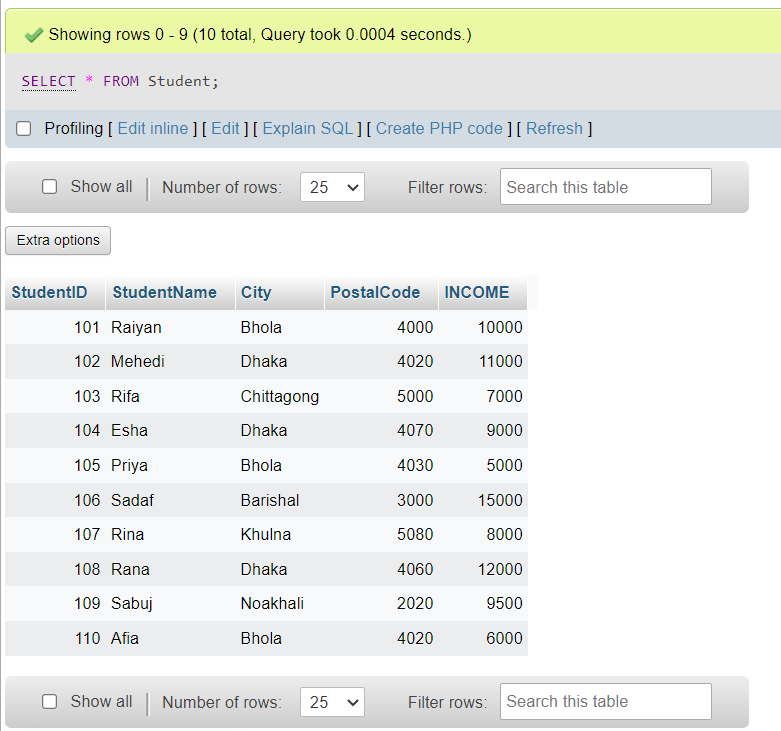 Showing rows 0 - 9 (10 total, Query took 0.0004 seconds.)
SELECT * FROM Student;
Profiling [ Edit inline ] [ Edit ] [ Explain SQL ] [ Create PHP code ] [ Refresh ]
Show all | Number of rows: 25 Filter rows: Search this table
Extra options
StudentID StudentName City PostalCode INCOME
101 Raiyan Bhola 4000 10000
102 Mehedi Dhaka 4020 11000
103 Rifa Chittagong 5000 7000
104 Esha Dhaka 4070 9000
105 Priya Bhola 4030 5000
106 Sadaf Barishal 3000 15000
107 Rina Khulna 5080 8000
108 Rana Dhaka 4060 12000
109 Sabuj Noakhali 2020 9500
110 Afia Bhola 4020 6000
Show all | Number of rows: 25 Filter rows: Search this table